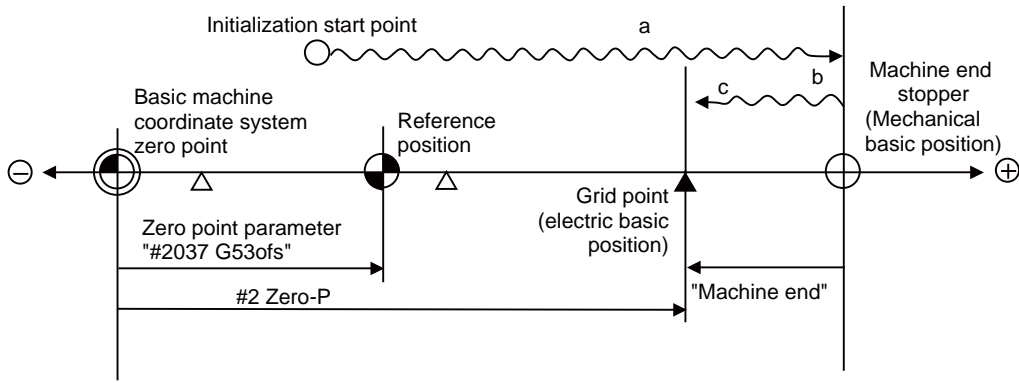 Initialization start point
a
Machine end
stopper
(Mechanical
basic position)
b
c
Basic machine
coordinate system
zero point
Reference
position
−
+
Grid point
(electric basic
position)
Zero point parameter
"#2037 G53ofs"
"Machine end"
#2 Zero-P